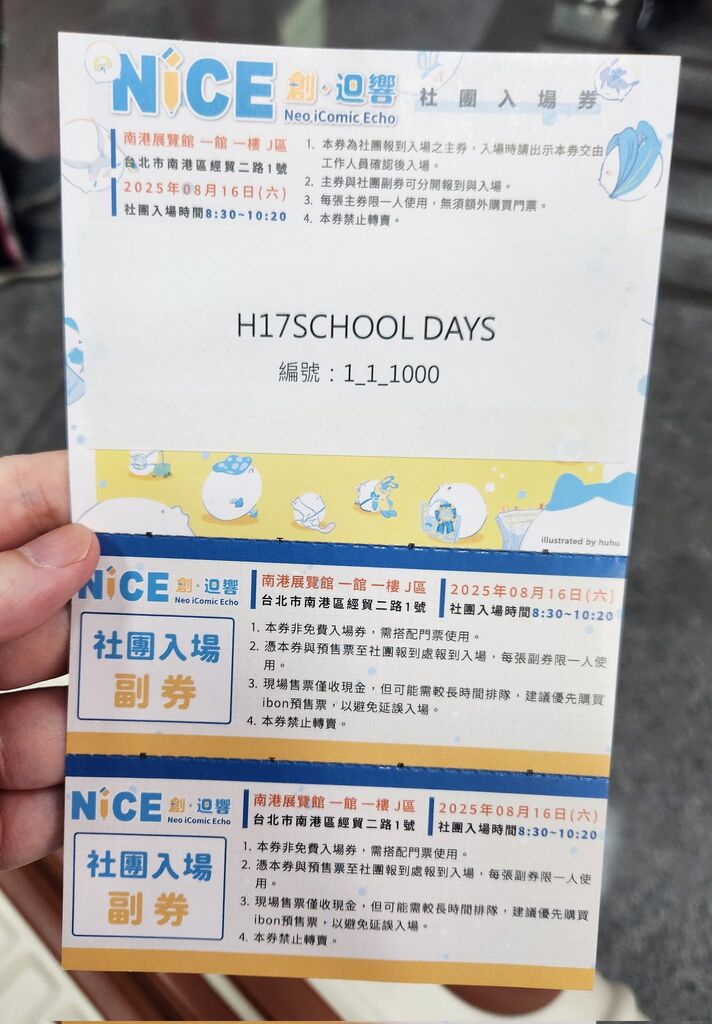 NiCE 創·迴響
Neo iComic Echo
社團入場券
南港展覽館 一館 一樓 J區
台北市南港區經貿二路1號
2025年08月16日(六)
社團入場時間8:30~10:20
1. 本券為社團報到入場之主券，入場時請出示本券交由
工作人員確認後入場。
2. 主券與社團副券可分開報到與入場。
3. 每張主券限一人使用，無須額外購買門票。
4. 本券禁止轉賣。
H17SCHOOL DAYS
編號：1_1_1000
illustrated by huhu
NiCE 創·迴響
Neo iComic Echo
社團入場
副券
南港展覽館 一館 一樓 J區
台北市南港區經貿二路1號
2025年08月16日(六)
社團入場時間8:30~10:20
1. 本券非免費入場券，需搭配門票使用。
2. 憑本券與預售票至社團報到處報到入場，每張副券限一人使
用。
3. 現場售票僅收現金，但可能需較長時間排隊，建議優先購買
ibon預售票，以避免延誤入場。
4. 本券禁止轉賣。
NiCE 創·迴響
Neo iComic Echo
社團入場
副券
南港展覽館 一館 一樓 J區
台北市南港區經貿二路1號
2025年08月16日(六)
社團入場時間8:30~10:20
1. 本券非免費入場券，需搭配門票使用。
2. 憑本券與預售票至社團報到處報到入場，每張副券限一人使
用。
3. 現場售票僅收現金，但可能需較長時間排隊，建議優先購買
ibon預售票，以避免延誤入場。
4. 本券禁止轉賣。